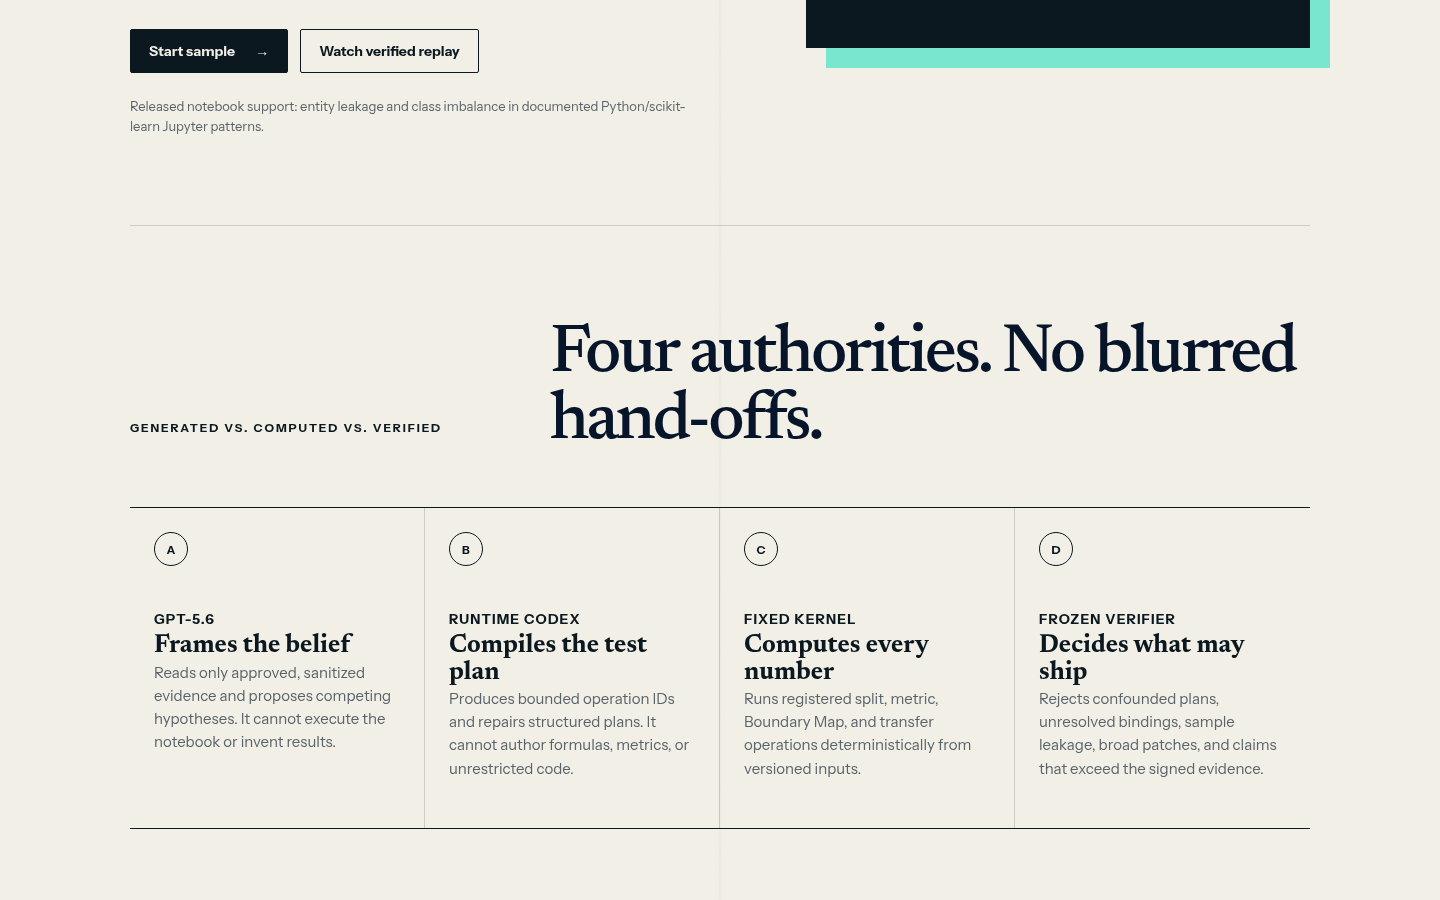 Start sample →
Watch verified replay
Released notebook support: entity leakage and class imbalance in documented Python/scikit-
learn Jupyter patterns.
GENERATED VS. COMPUTED VS. VERIFIED
Four authorities. No blurred
hand-offs.
A
GPT-5.6
Frames the belief
Reads only approved, sanitized
evidence and proposes competing
hypotheses. It cannot execute the
notebook or invent results.
B
RUNTIME CODEX
Compiles the test
plan
Produces bounded operation IDs
and repairs structured plans. It
cannot author formulas, metrics, or
unrestricted code.
C
FIXED KERNEL
Computes every
number
Runs registered split, metric,
Boundary Map, and transfer
operations deterministically from
versioned inputs.
D
FROZEN VERIFIER
Decides what may
ship
Rejects confounded plans,
unresolved bindings, sample
leakage, broad patches, and claims
that exceed the signed evidence.